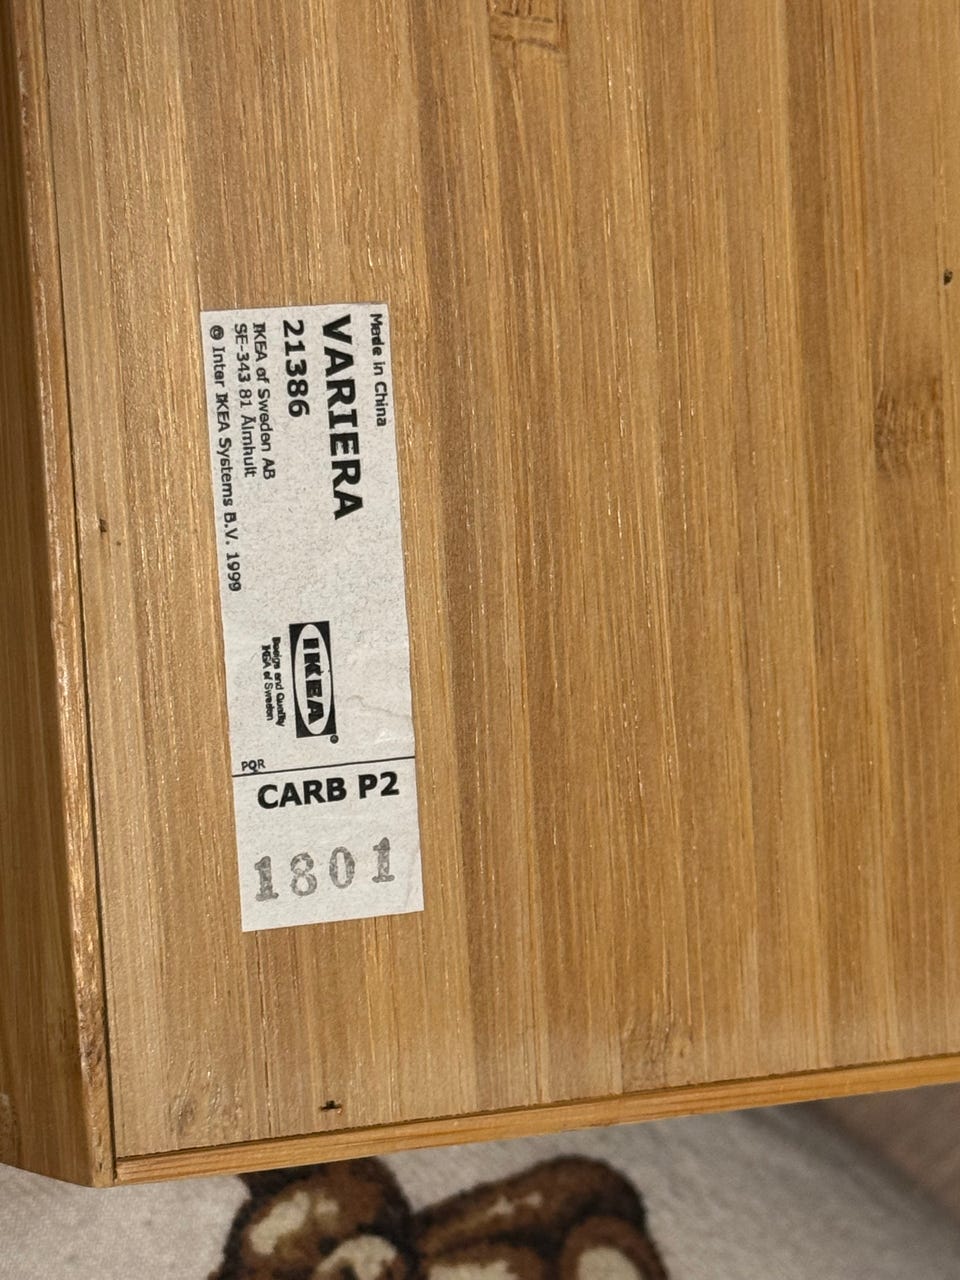 Made in China
VARIERA
21386
IKEA of Sweden AB
SE-343 81 Älmhult
© Inter IKEA Systems B.V. 1999
IKEA®
Design and Quality
IKEA of Sweden
PQR
CARB P2
1801